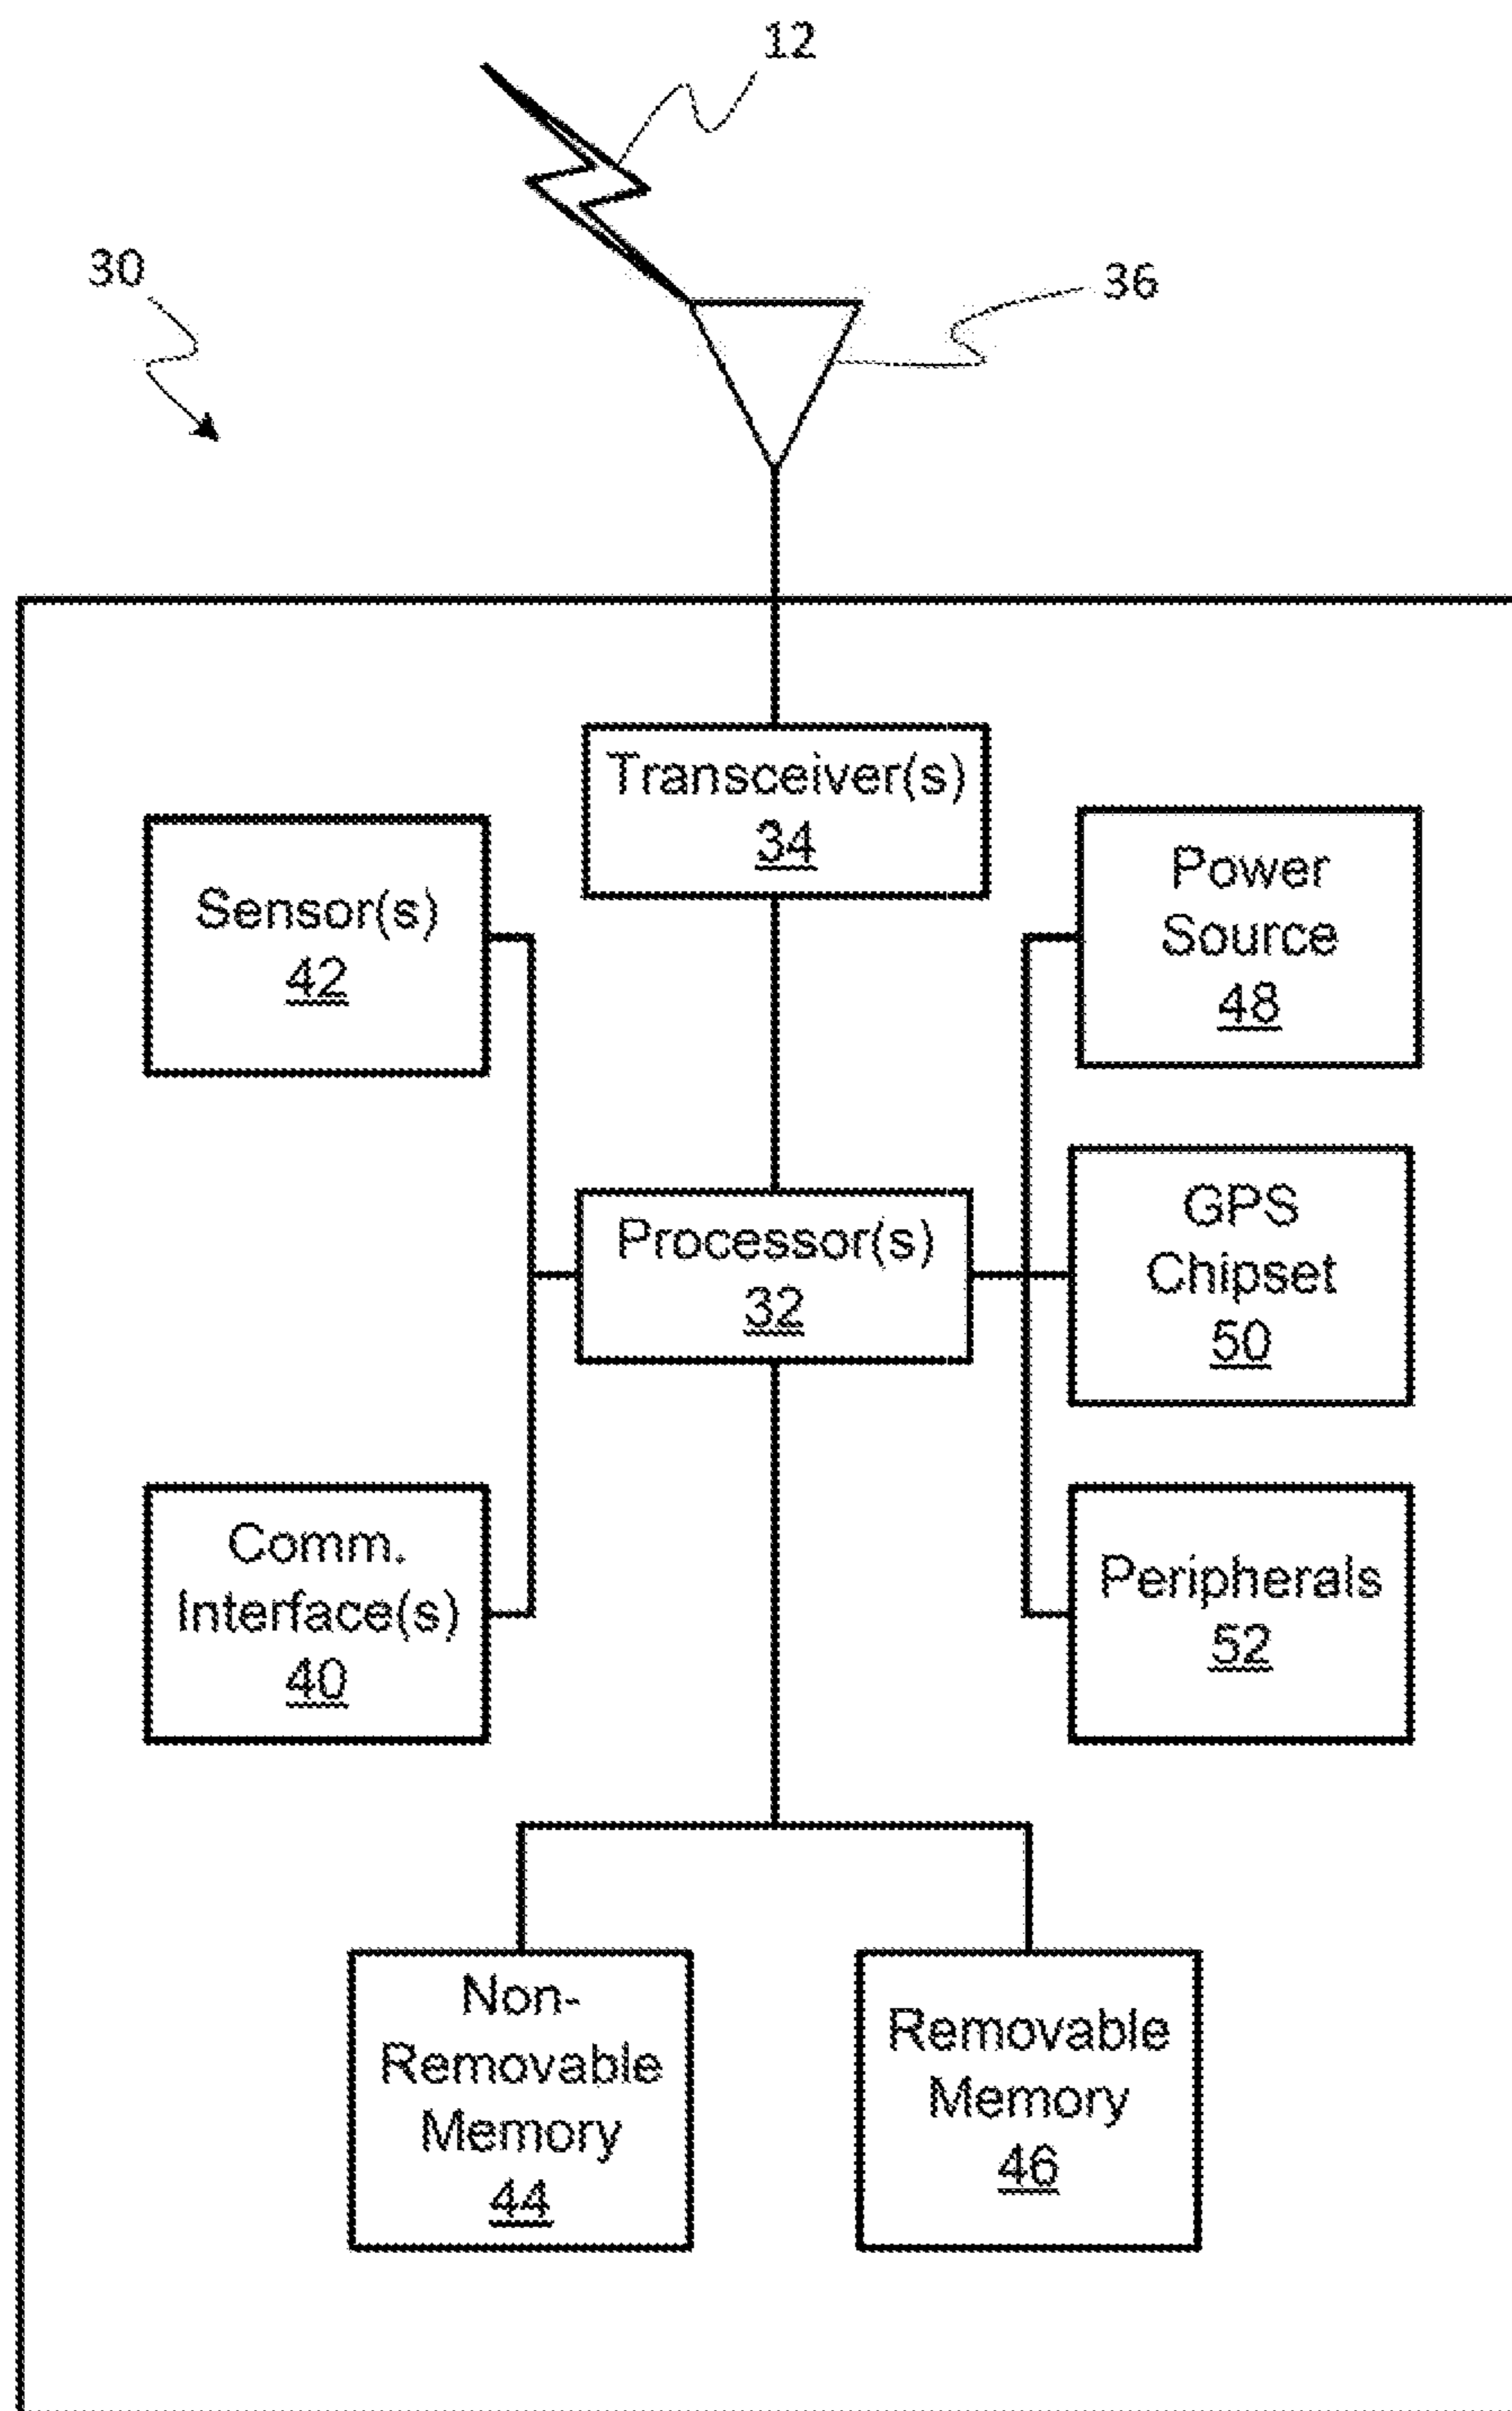 12
30
36
Transceiver(s)
34
Sensor(s)
42
Power
Source
48
Processor(s)
32
GPS
Chipset
50
Comm.
Interface(s)
40
Peripherals
52
Non-
Removable
Memory
44
Removable
Memory
46